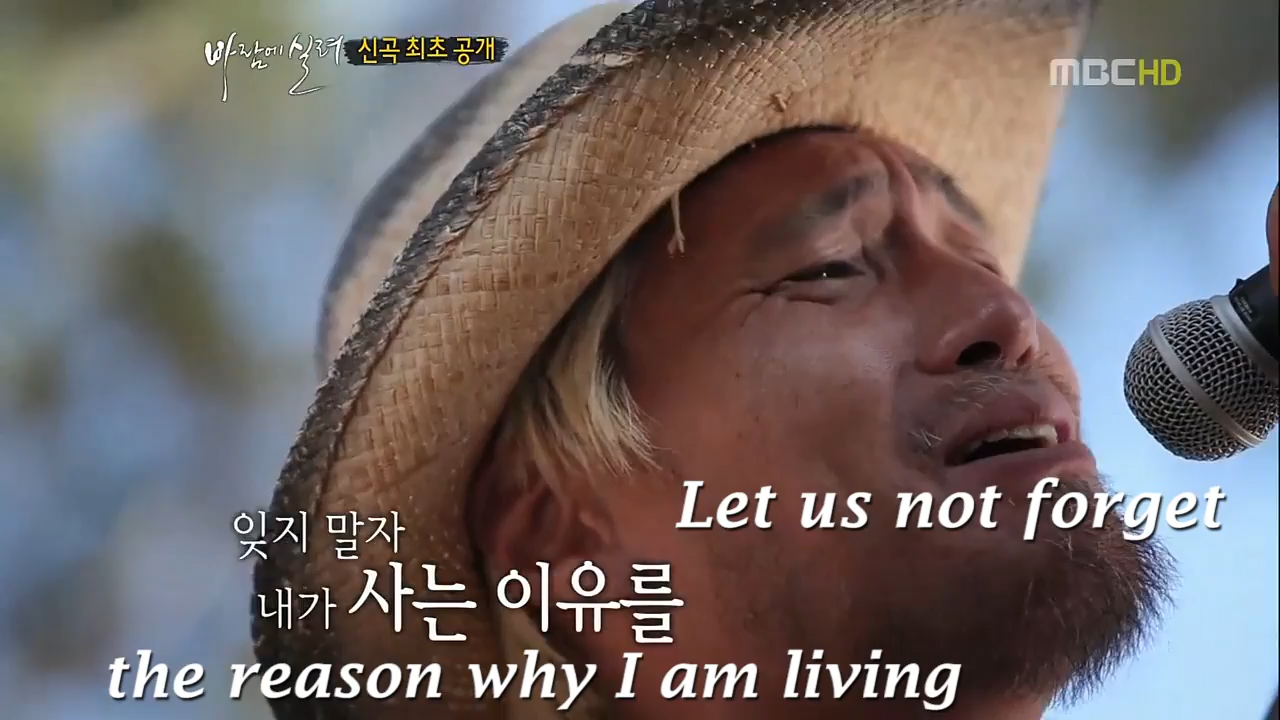 바람에 실려 신곡 최초 공개
MBCHD
Let us not forget
잊지 말자
내가 사는 이유를
the reason why I am living